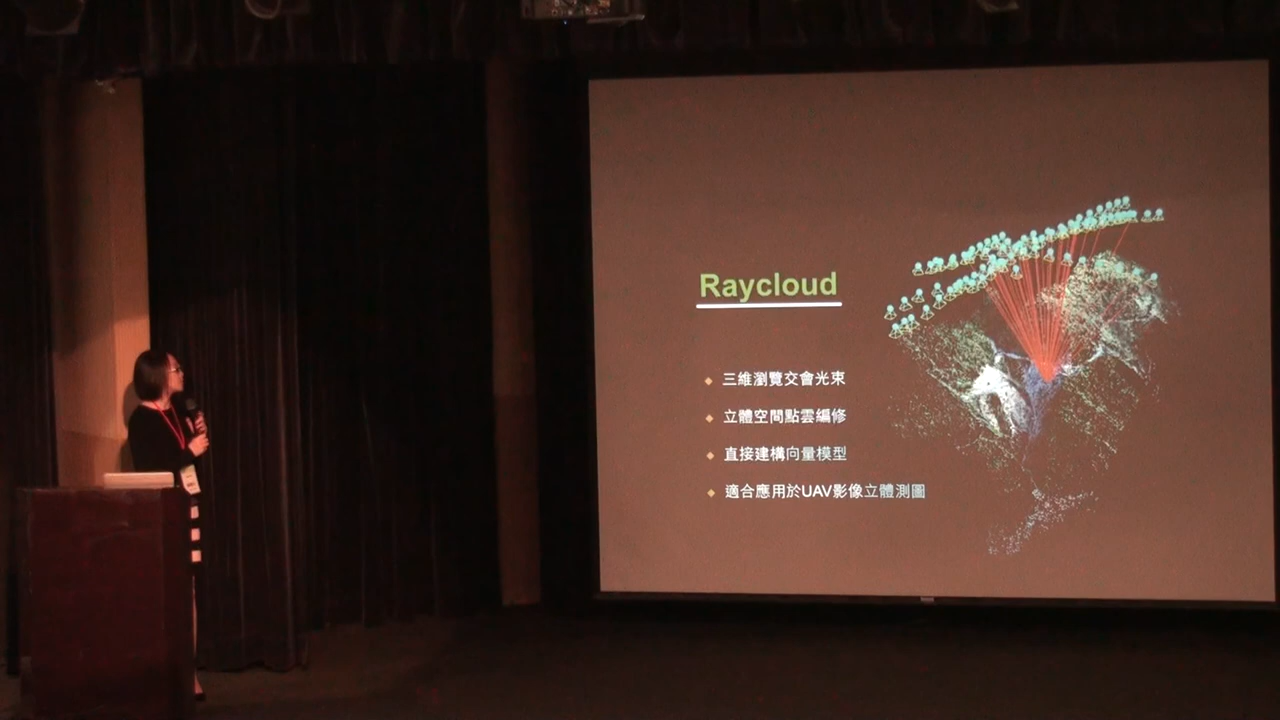 Raycloud
三維瀏覽交會光束
立體空間點雲編修
直接建構向量模型
適合應用於UAV影像立體測圖